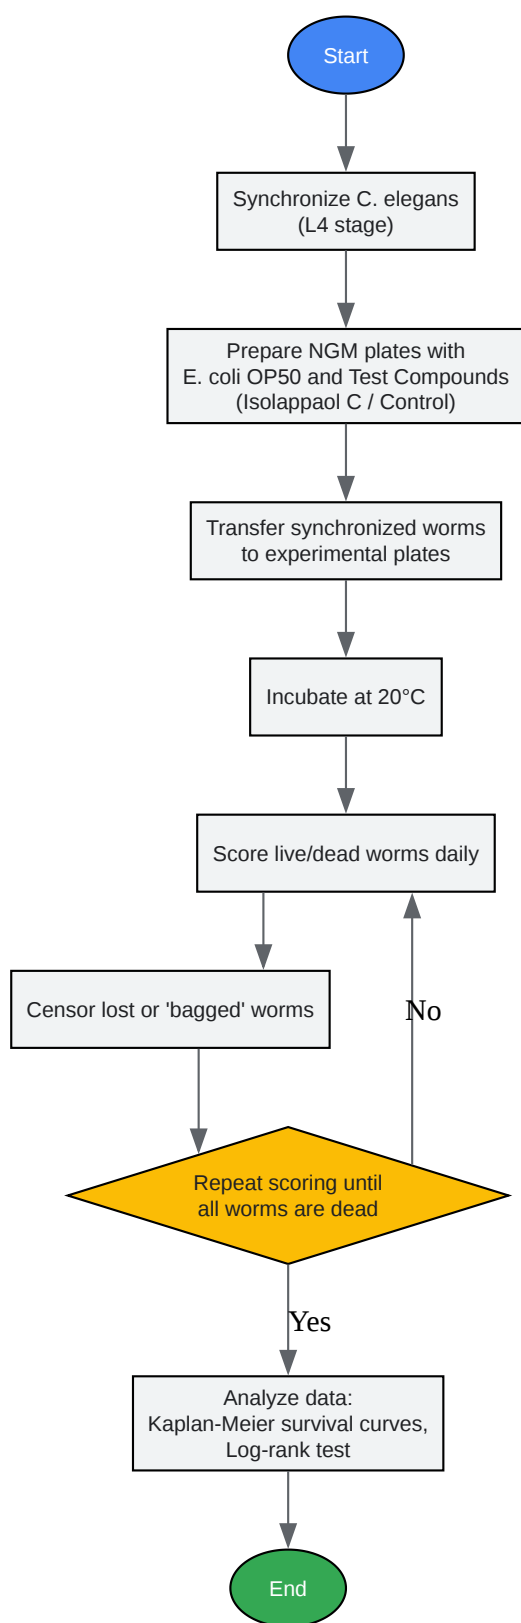 Start
Synchronize C. elegans
(L4 stage)
Prepare NGM plates with
E. coli OP50 and Test Compounds
(Isolappaol C / Control)
Transfer synchronized worms
to experimental plates
Incubate at 20°C
Score live/dead worms daily
Censor lost or 'bagged' worms
No
Repeat scoring until
all worms are dead
Yes
Analyze data:
Kaplan-Meier survival curves,
Log-rank test
End